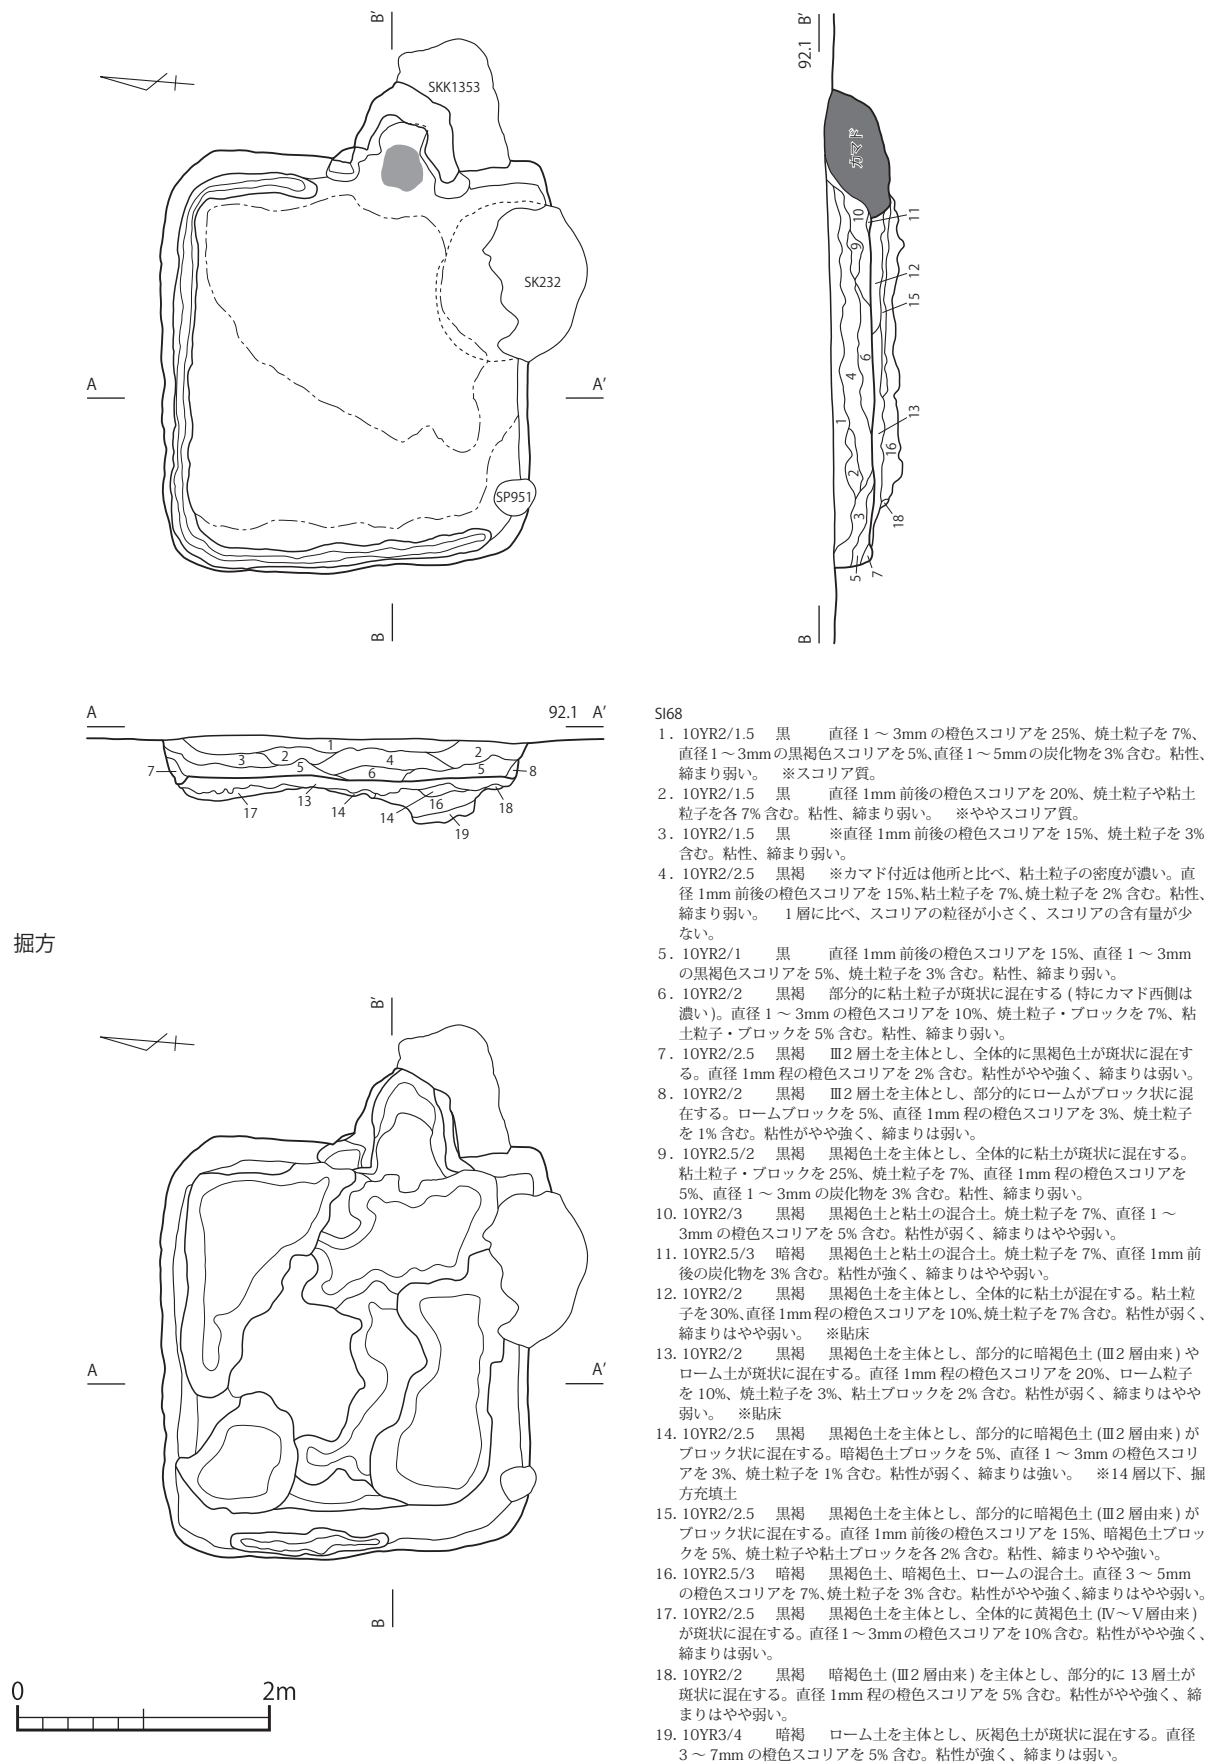 B'
SKK1353
SK232
A
A'
SP951
B
92.1 B'
カマド
10
11
9
12
15
6
4
1
13
2
16
3
18
5
7
B
A
92.1 A'
1
3
2
4
2
7
5
6
5
8
17
13
14
14
16
18
19
掘方
B'
A
A'
B
0
2m
SI68
1. 10YR2/1.5 黒 直径 1 ～ 3mm の橙色スコリアを 25%、焼土粒子を 7%、
直径 1 ～ 3mm の黒褐色スコリアを 5%、直径 1 ～ 5mm の炭化物を 3% 含む。粘性、
締まり弱い。 ※スコリア質。
2. 10YR2/1.5 黒 直径 1mm 前後の橙色スコリアを 20%、焼土粒子や粘土
粒子を各 7% 含む。粘性、締まり弱い。 ※ややスコリア質。
3. 10YR2/1.5 黒 ※直径 1mm 前後の橙色スコリアを 15%、焼土粒子を 3%
含む。粘性、締まり弱い。
4. 10YR2/2.5 黒褐 ※カマド付近は他所と比べ、粘土粒子の密度が濃い。直
径 1mm 前後の橙色スコリアを 15%、粘土粒子を 7%、焼土粒子を 2% 含む。粘性、
締まり弱い。 1 層に比べ、スコリアの粒径が小さく、スコリアの含有量が少
ない。
5. 10YR2/1 黒 直径 1mm 前後の橙色スコリアを 15%、直径 1 ～ 3mm
の黒褐色スコリアを 5%、焼土粒子を 3% 含む。粘性、締まり弱い。
6. 10YR2/2 黒褐 部分的に粘土粒子が斑状に混在する ( 特にカマド西側は
濃い )。直径 1 ～ 3mm の橙色スコリアを 10%、焼土粒子・ブロックを 7%、粘
土粒子・ブロックを 5% 含む。粘性、締まり弱い。
7. 10YR2/2.5 黒褐 Ⅲ2 層土を主体とし、全体的に黒褐色土が斑状に混在す
る。直径 1mm 程の橙色スコリアを 2% 含む。粘性がやや強く、締まりは弱い。
8. 10YR2/2 黒褐 Ⅲ2 層土を主体とし、部分的にロームがブロック状に混
在する。ロームブロックを 5%、直径 1mm 程の橙色スコリアを 3%、焼土粒子
を 1% 含む。粘性がやや強く、締まりは弱い。
9. 10YR2.5/2 黒褐 黒褐色土を主体とし、全体的に粘土が斑状に混在する。
粘土粒子・ブロックを 25%、焼土粒子を 7%、直径 1mm 程の橙色スコリアを
5%、直径 1 ～ 3mm の炭化物を 3% 含む。粘性、締まり弱い。
10. 10YR2/3 黒褐 黒褐色土と粘土の混合土。焼土粒子を 7%、直径 1 ～
3mm の橙色スコリアを 5% 含む。粘性が弱く、締まりはやや弱い。
11. 10YR2.5/3 暗褐 黒褐色土と粘土の混合土。焼土粒子を 7%、直径 1mm 前
後の炭化物を 3% 含む。粘性が強く、締まりはやや弱い。
12. 10YR2/2 黒褐 黒褐色土を主体とし、全体的に粘土が混在する。粘土粒
子を30%、直径 1mm 程の橙色スコリアを 10%、焼土粒子を 7% 含む。粘性が弱く、
締まりはやや弱い。 ※貼床
13. 10YR2/2 黒褐 黒褐色土を主体とし、部分的に暗褐色土 (Ⅲ2 層由来 ) や
ローム土が斑状に混在する。直径 1mm 程の橙色スコリアを 20%、ローム粒子
を 10%、焼土粒子を 3%、粘土ブロックを 2% 含む。粘性が弱く、締まりはやや
弱い。 ※貼床
14. 10YR2/2.5 黒褐 黒褐色土を主体とし、部分的に暗褐色土 (Ⅲ2 層由来 ) が
ブロック状に混在する。暗褐色土ブロックを 5%、直径 1 ～ 3mm の橙色スコリ
アを 3%、焼土粒子を 1% 含む。粘性が弱く、締まりは強い。 ※14 層以下、掘
方充填土
15. 10YR2/2.5 黒褐 黒褐色土を主体とし、部分的に暗褐色土 (Ⅲ2 層由来 ) が
ブロック状に混在する。直径 1mm 前後の橙色スコリアを 15%、暗褐色土ブロッ
クを 5%、焼土粒子や粘土ブロックを各 2% 含む。粘性、締まりやや強い。
16. 10YR2.5/3 暗褐 黒褐色土、暗褐色土、ロームの混合土。直径 3 ～ 5mm
の橙色スコリアを 7%、焼土粒子を 3% 含む。粘性がやや強く、締まりはやや弱い。
17. 10YR2/2.5 黒褐 黒褐色土を主体とし、全体的に黄褐色土 (Ⅳ～Ⅴ層由来 )
が斑状に混在する。直径 1 ～ 3mm の橙色スコリアを 10% 含む。粘性がやや強く、
締まりは弱い。
18. 10YR2/2 黒褐 暗褐色土 (Ⅲ2 層由来 ) を主体とし、部分的に 13 層土が
斑状に混在する。直径 1mm 程の橙色スコリアを 5% 含む。粘性がやや強く、締
まりはやや弱い。
19. 10YR3/4 暗褐 ローム土を主体とし、灰褐色土が斑状に混在する。直径
3 ～ 7mm の橙色スコリアを 5% 含む。粘性が強く、締まりは弱い。